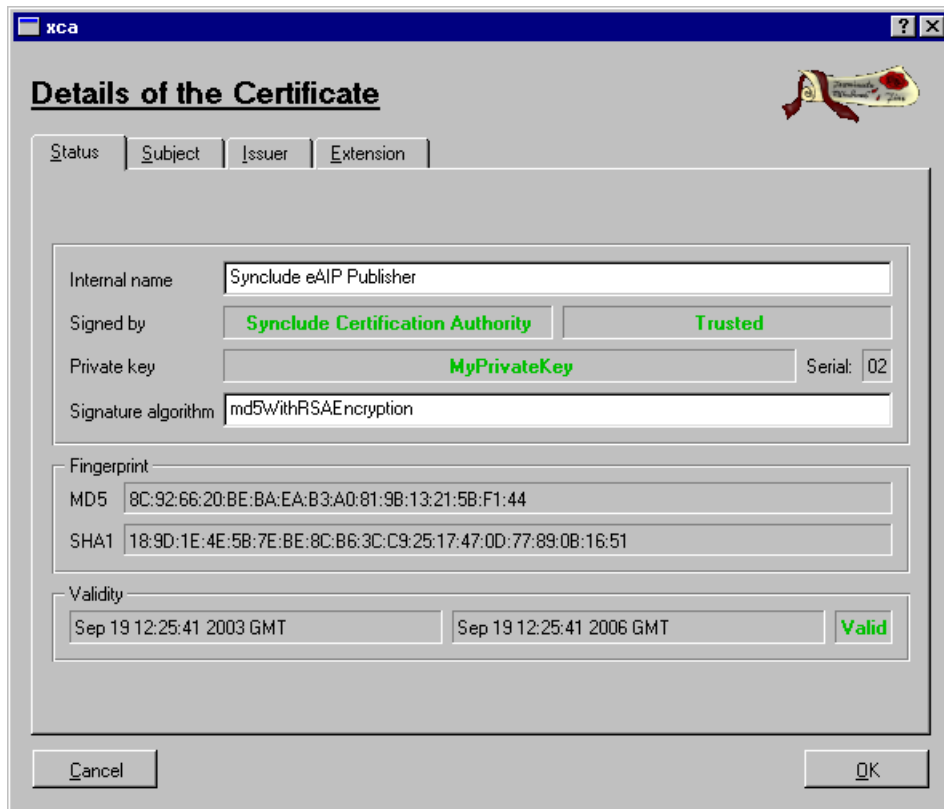 xca
Details of the Certificate
Status Subject Issuer Extension
Internal name Synclude eAIP Publisher
Signed by Synclude Certification Authority Trusted
Private key MyPrivateKey Serial: 02
Signature algorithm md5WithRSAEncryption
Fingerprint
MD5 8C:92:66:20:BE:BA:EA:B3:A0:81:9B:13:21:5B:F1:44
SHA1 18:9D:1E:4E:5B:7E:BE:8C:B6:3C:C9:25:17:47:0D:77:89:0B:16:51
Validity
Sep 19 12:25:41 2003 GMT Sep 19 12:25:41 2006 GMT Valid
Cancel OK